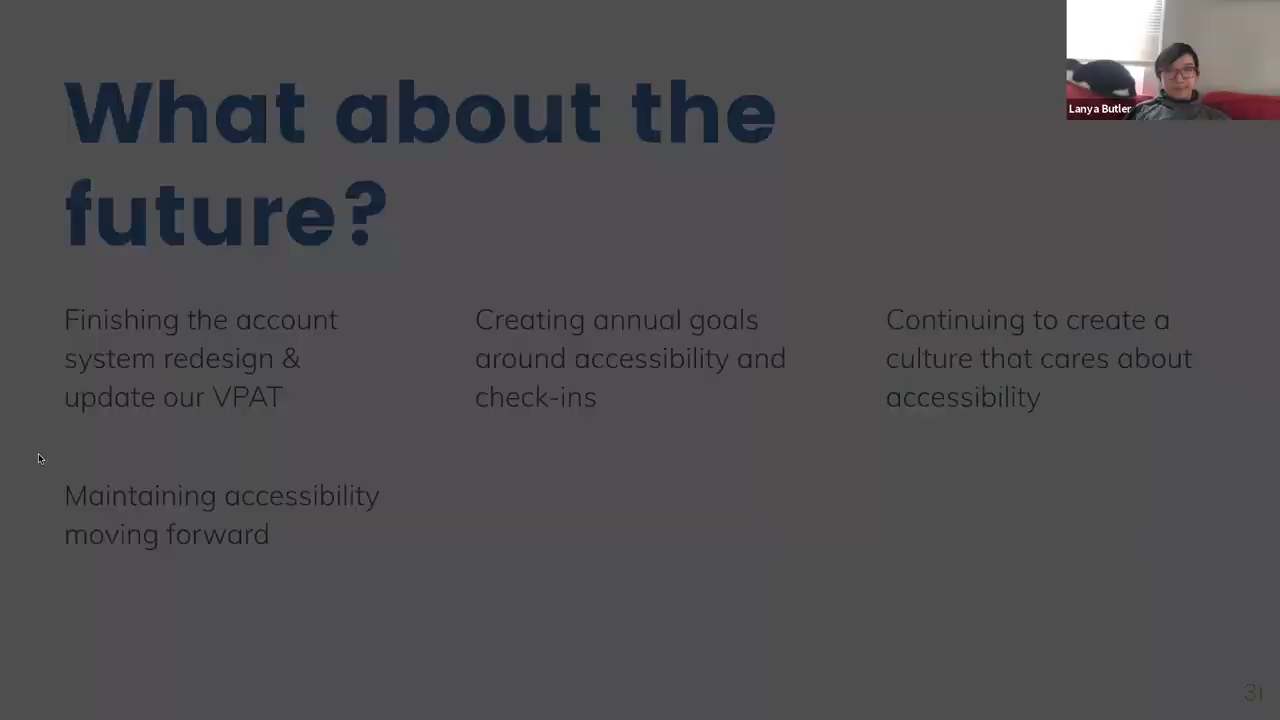 What about the
future?
Lanya Butler
Finishing the account
system redesign &
update our VPAT
Creating annual goals
around accessibility and
check-ins
Continuing to create a
culture that cares about
accessibility
Maintaining accessibility
moving forward
31